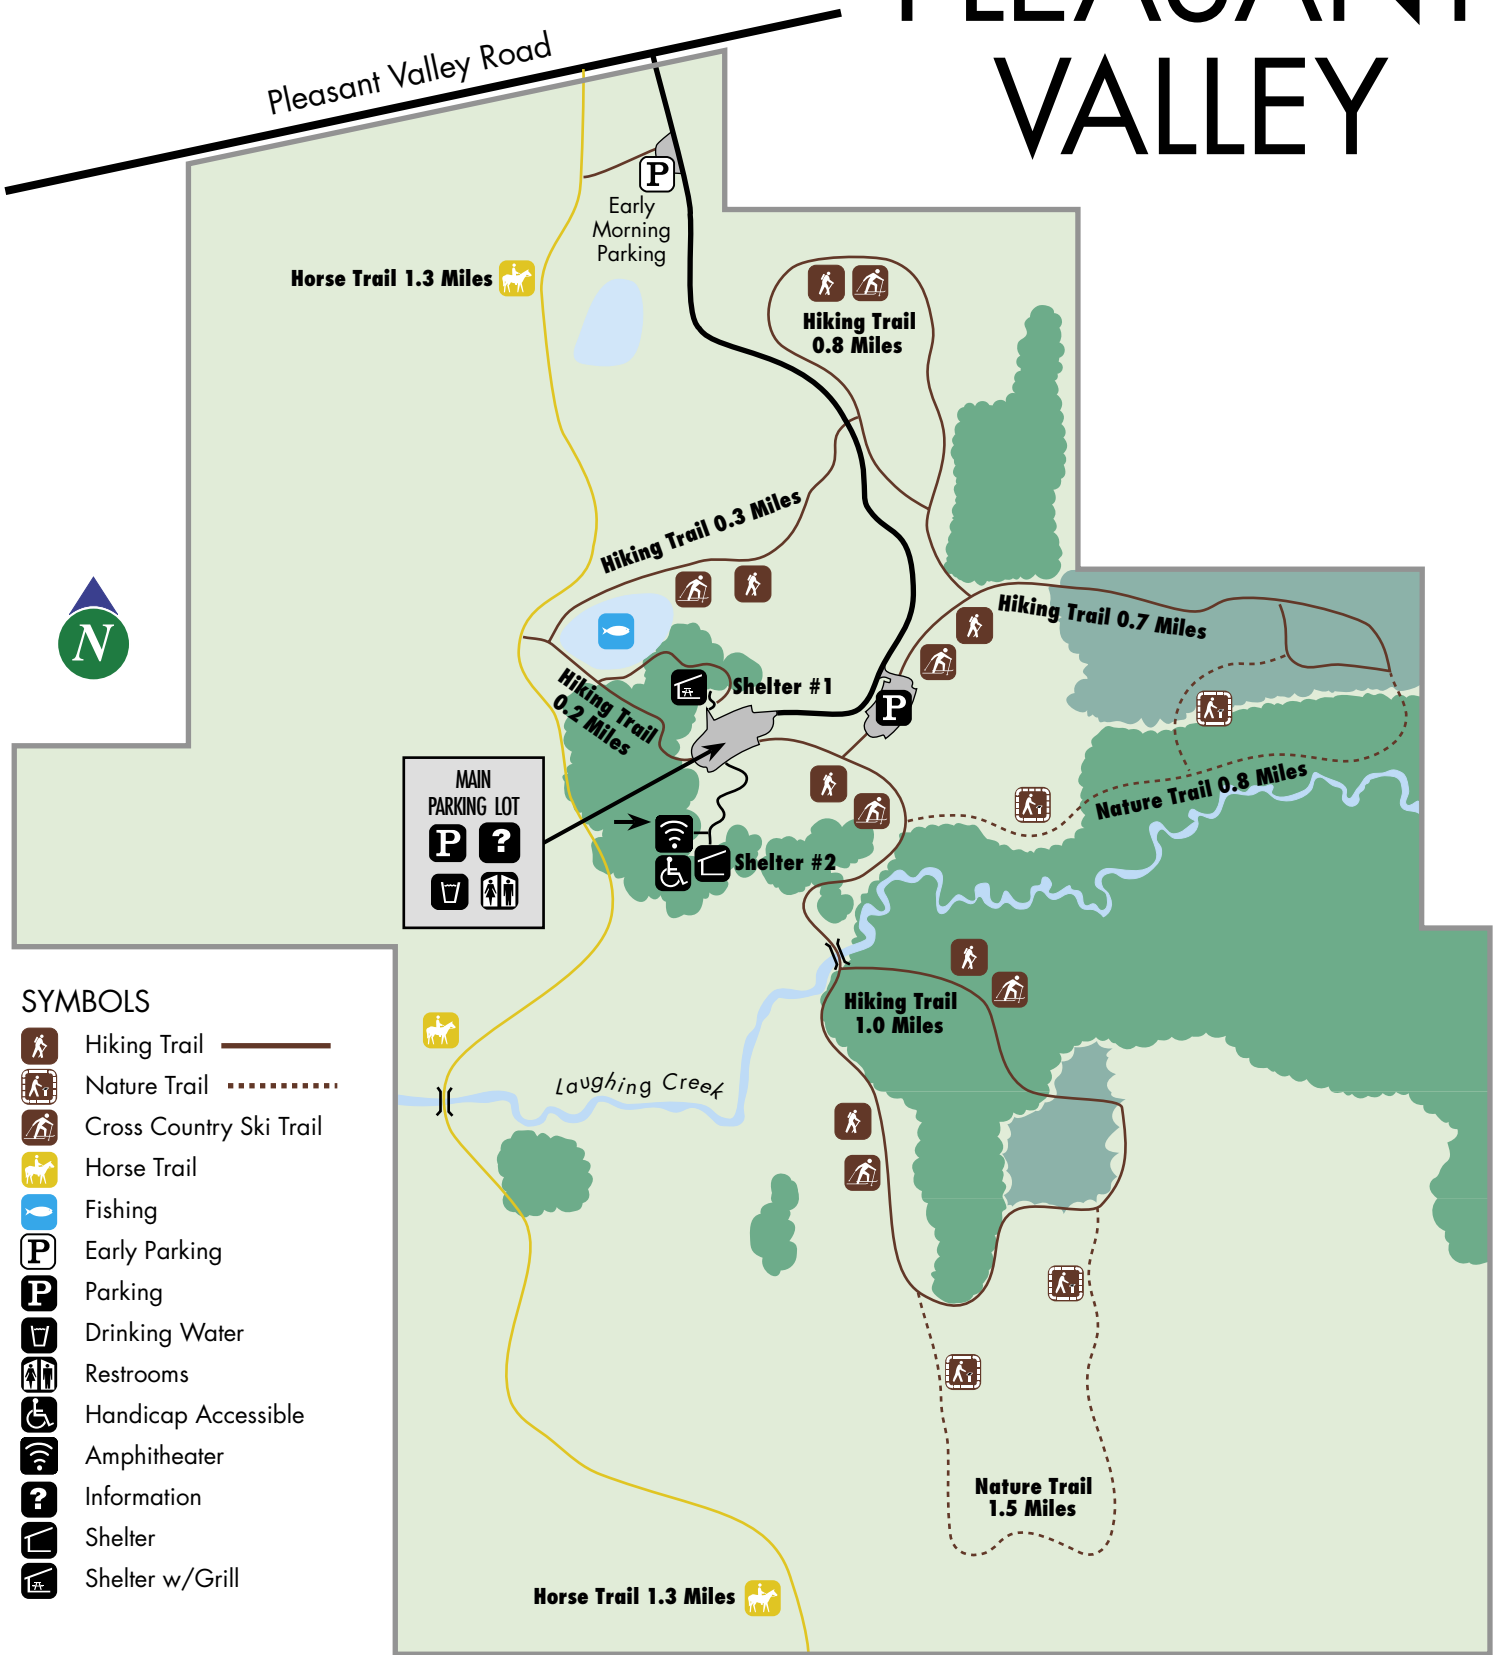 PLEASANT
VALLEY
Pleasant Valley Road
P
Early
Morning
Parking
Horse Trail 1.3 Miles
Hiking Trail
0.8 Miles
Hiking Trail 0.3 Miles
Hiking Trail 0.7 Miles
N
Hiking Trail
0.2 Miles
Shelter #1
P
MAIN
PARKING LOT
P ?
Nature Trail 0.8 Miles
Shelter #2
Hiking Trail
1.0 Miles
Laughing Creek
SYMBOLS
Hiking Trail
Nature Trail
Cross Country Ski Trail
Horse Trail
Fishing
P Early Parking
P Parking
Drinking Water
Restrooms
Handicap Accessible
Amphitheater
? Information
Shelter
Shelter w/Grill
Nature Trail
1.5 Miles
Horse Trail 1.3 Miles